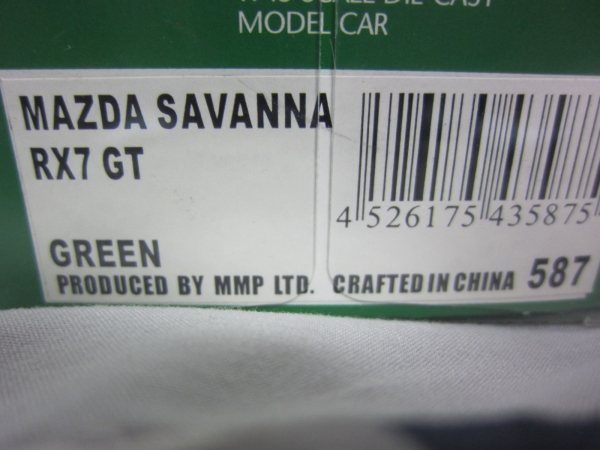 MODEL CAR
MAZDA SAVANNA
RX7 GT
4 526175 435875
GREEN
PRODUCED BY MMP LTD. CRAFTED IN CHINA 587